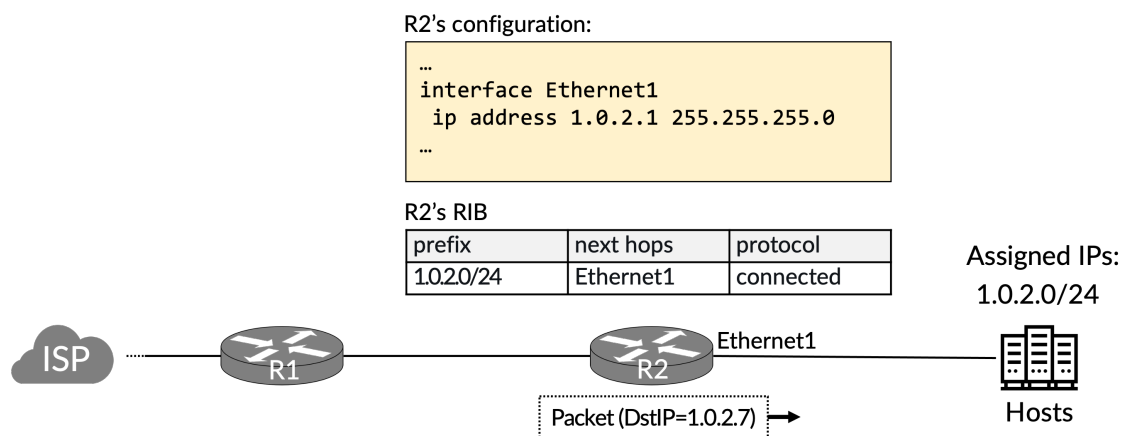 R2’s configuration:
…
interface Ethernet1
ip address 1.0.2.1 255.255.255.0
…
R2’s RIB
prefix next hops protocol
1.0.2.0/24 Ethernet1 connected
Assigned IPs:
1.0.2.0/24
ISP
R1
R2
Ethernet1
Hosts
Packet (DstIP=1.0.2.7)